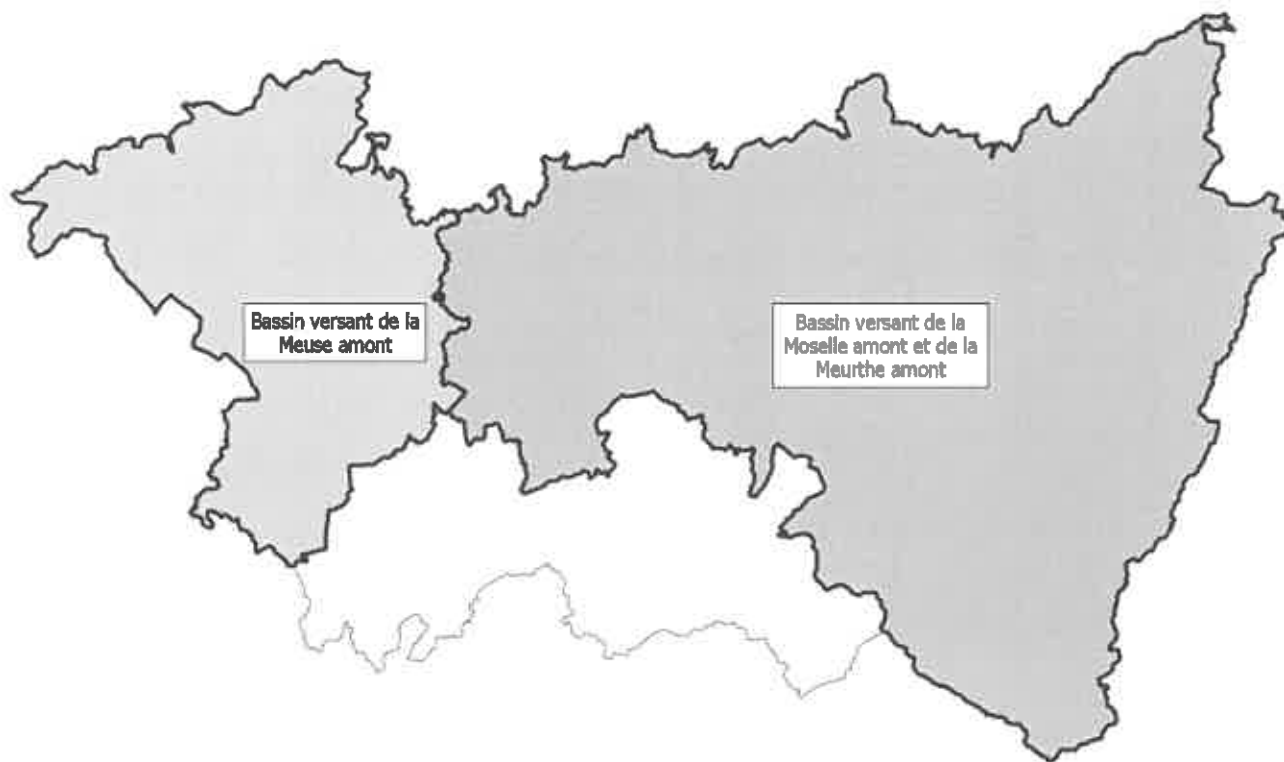 Bassin versant de la
Meuse amont
Bassin versant de la
Moselle amont et de la
Meurthe amont